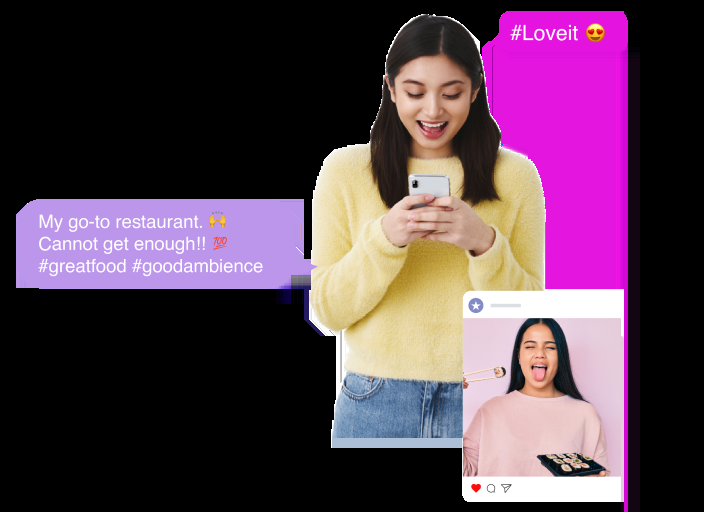 #Loveit 😍
My go-to restaurant. 🙌
Cannot get enough!! 💯
#greatfood #goodambience